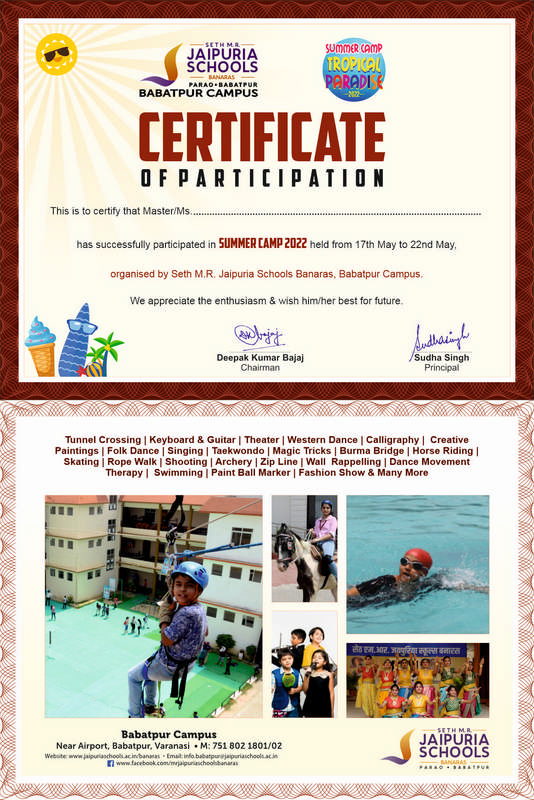 SETH M.R.
JAIPURIA
SCHOOLS
BANARAS
PARAO • BABATPUR
BABATPUR CAMPUS
SUMMER CAMP
TROPICAL
PARADISE
2022
CERTIFICATE
OF PARTICIPATION
This is to certify that Master/Ms.
has successfully participated in SUMMER CAMP 2022 held from 17th May to 22nd May,
organised by Seth M.R. Jaipuria Schools Banaras, Babatpur Campus.
We appreciate the enthusiasm & wish him/her best for future.
Deepak Kumar Bajaj
Chairman
Sudha Singh
Principal
Tunnel Crossing | Keyboard & Guitar | Theater | Western Dance | Calligraphy | Creative
Paintings | Folk Dance | Singing | Taekwondo | Magic Tricks | Burma Bridge | Horse Riding |
Skating | Rope Walk | Shooting | Archery | Zip Line | Wall Rappelling | Dance Movement
Therapy | Swimming | Paint Ball Marker | Fashion Show & Many More
सेठ एम.आर. जयपुरिया स्कूल्स बनारस
Babatpur Campus
Near Airport, Babatpur, Varanasi • M: 751 802 1801/02
Website: www.jaipuriaschools.ac.in/banaras • Email: info.babatpur@jaipuriaschools.ac.in
www.facebook.com/mrjaipuriaschoolsbanaras
SETH M.R.
JAIPURIA
SCHOOLS
BANARAS
PARAO • BABATPUR